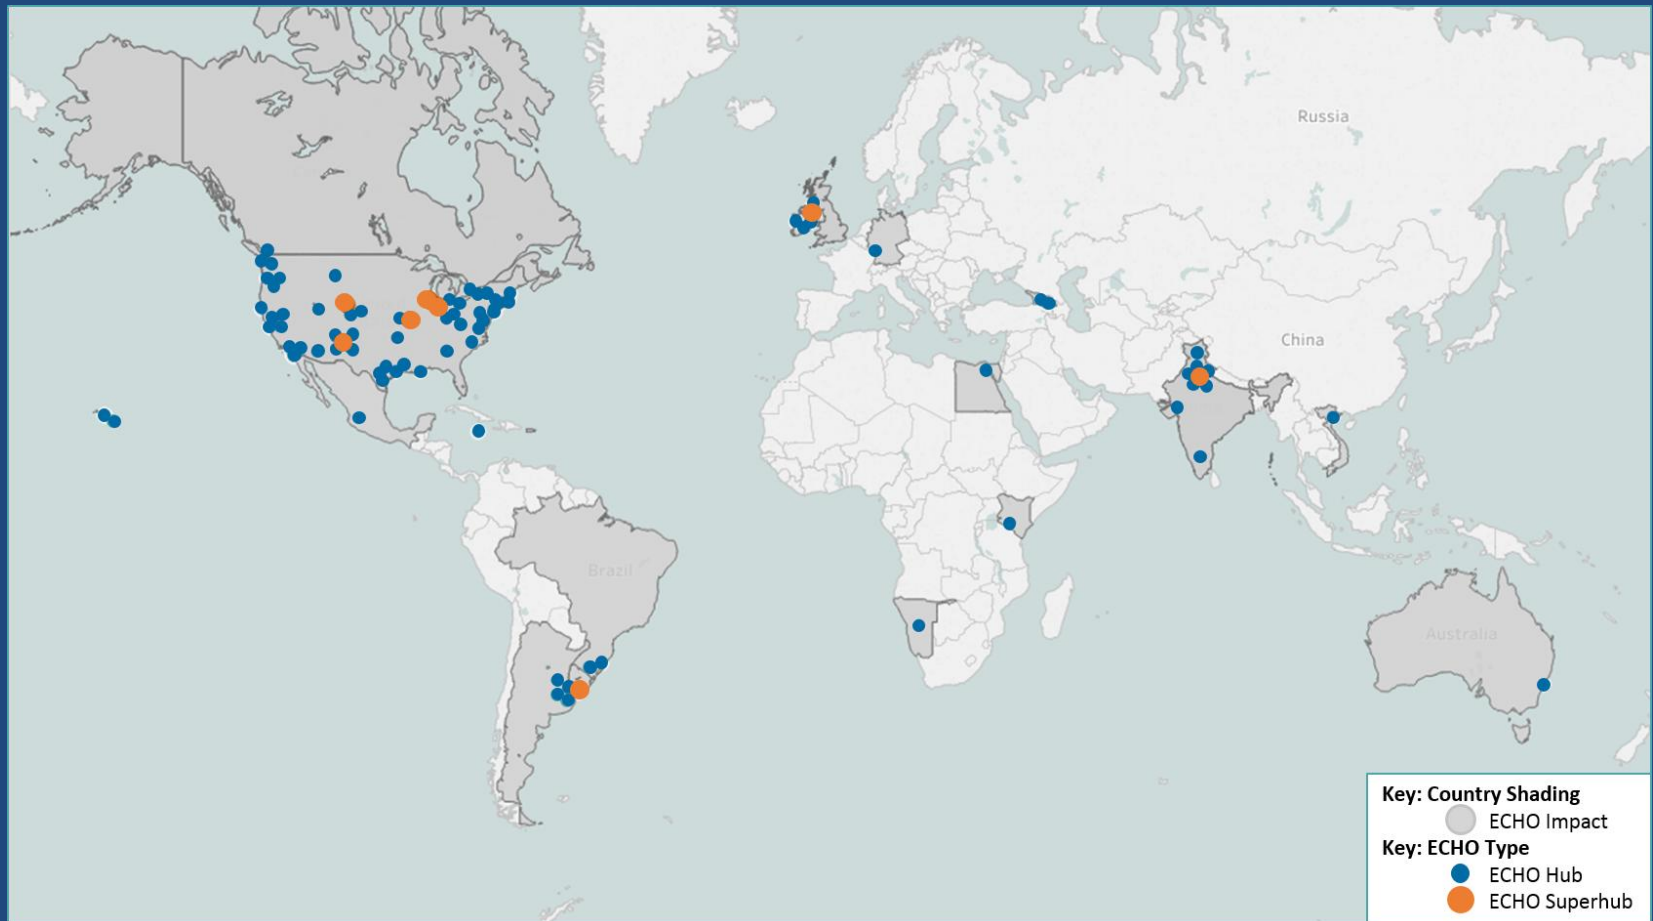 Russia
China
Brazil
Australia
Key: Country Shading
ECHO Impact
Key: ECHO Type
ECHO Hub
ECHO Superhub